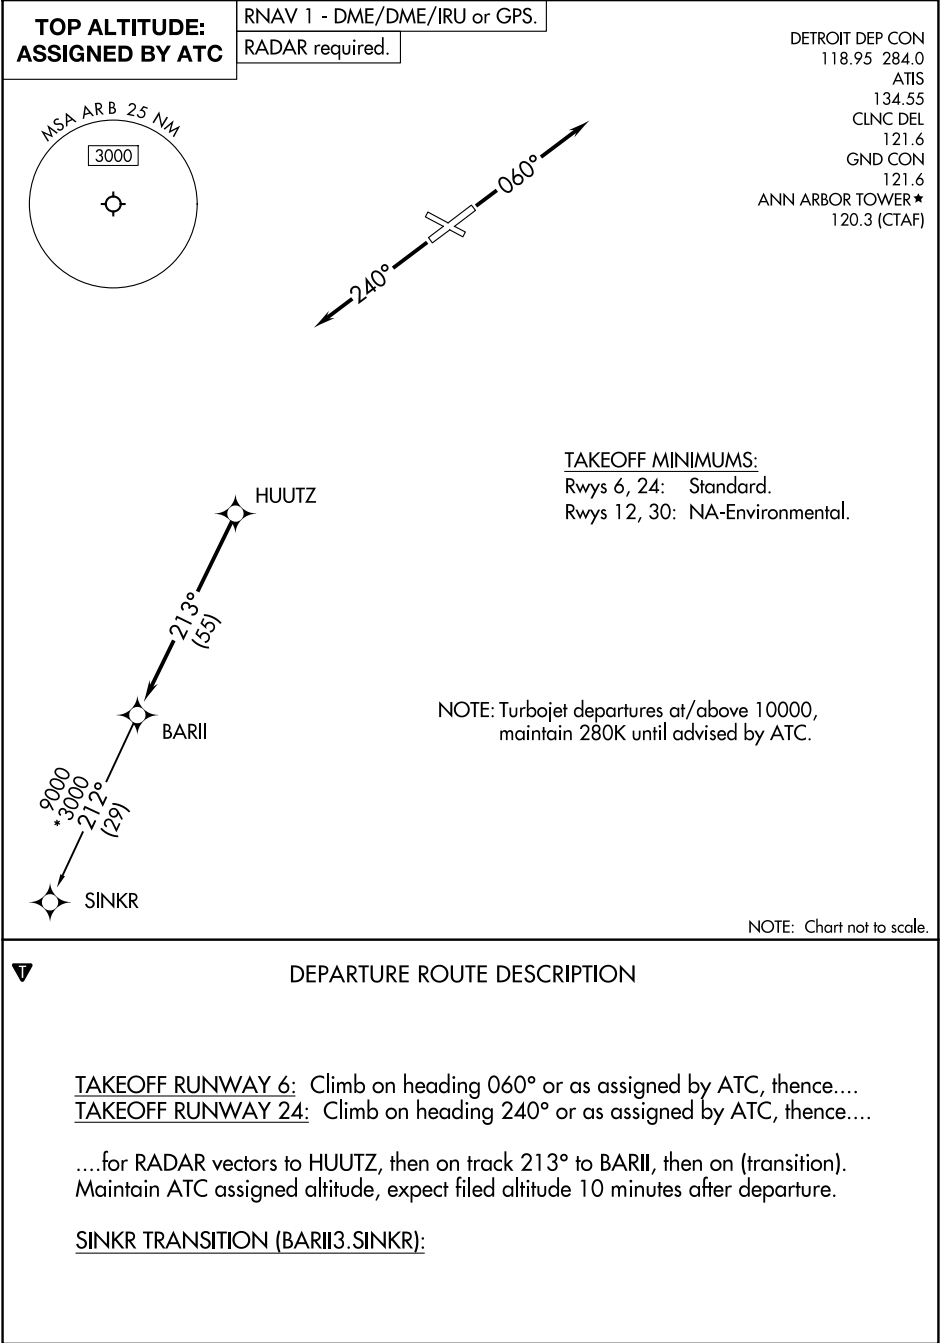 TOP ALTITUDE:
ASSIGNED BY ATC
RNAV 1 - DME/DME/IRU or GPS.
RADAR required.
DETROIT DEP CON
118.95 284.0
ATIS
134.55
CLNC DEL
121.6
GND CON
121.6
ANN ARBOR TOWER★
120.3 (CTAF)
MSA ARB 25 NM
3000
060°
240°
TAKEOFF MINIMUMS:
Rwys 6, 24: Standard.
Rwys 12, 30: NA-Environmental.
HUUTZ
213°
(55)
BARII
NOTE: Turbojet departures at/above 10000,
maintain 280K until advised by ATC.
9000
*3000
212°
(29)
SINKR
NOTE: Chart not to scale.
T
DEPARTURE ROUTE DESCRIPTION
TAKEOFF RUNWAY 6: Climb on heading 060° or as assigned by ATC, thence....
TAKEOFF RUNWAY 24: Climb on heading 240° or as assigned by ATC, thence....
....for RADAR vectors to HUUTZ, then on track 213° to BARII, then on (transition).
Maintain ATC assigned altitude, expect filed altitude 10 minutes after departure.
SINKR TRANSITION (BARII3.SINKR):